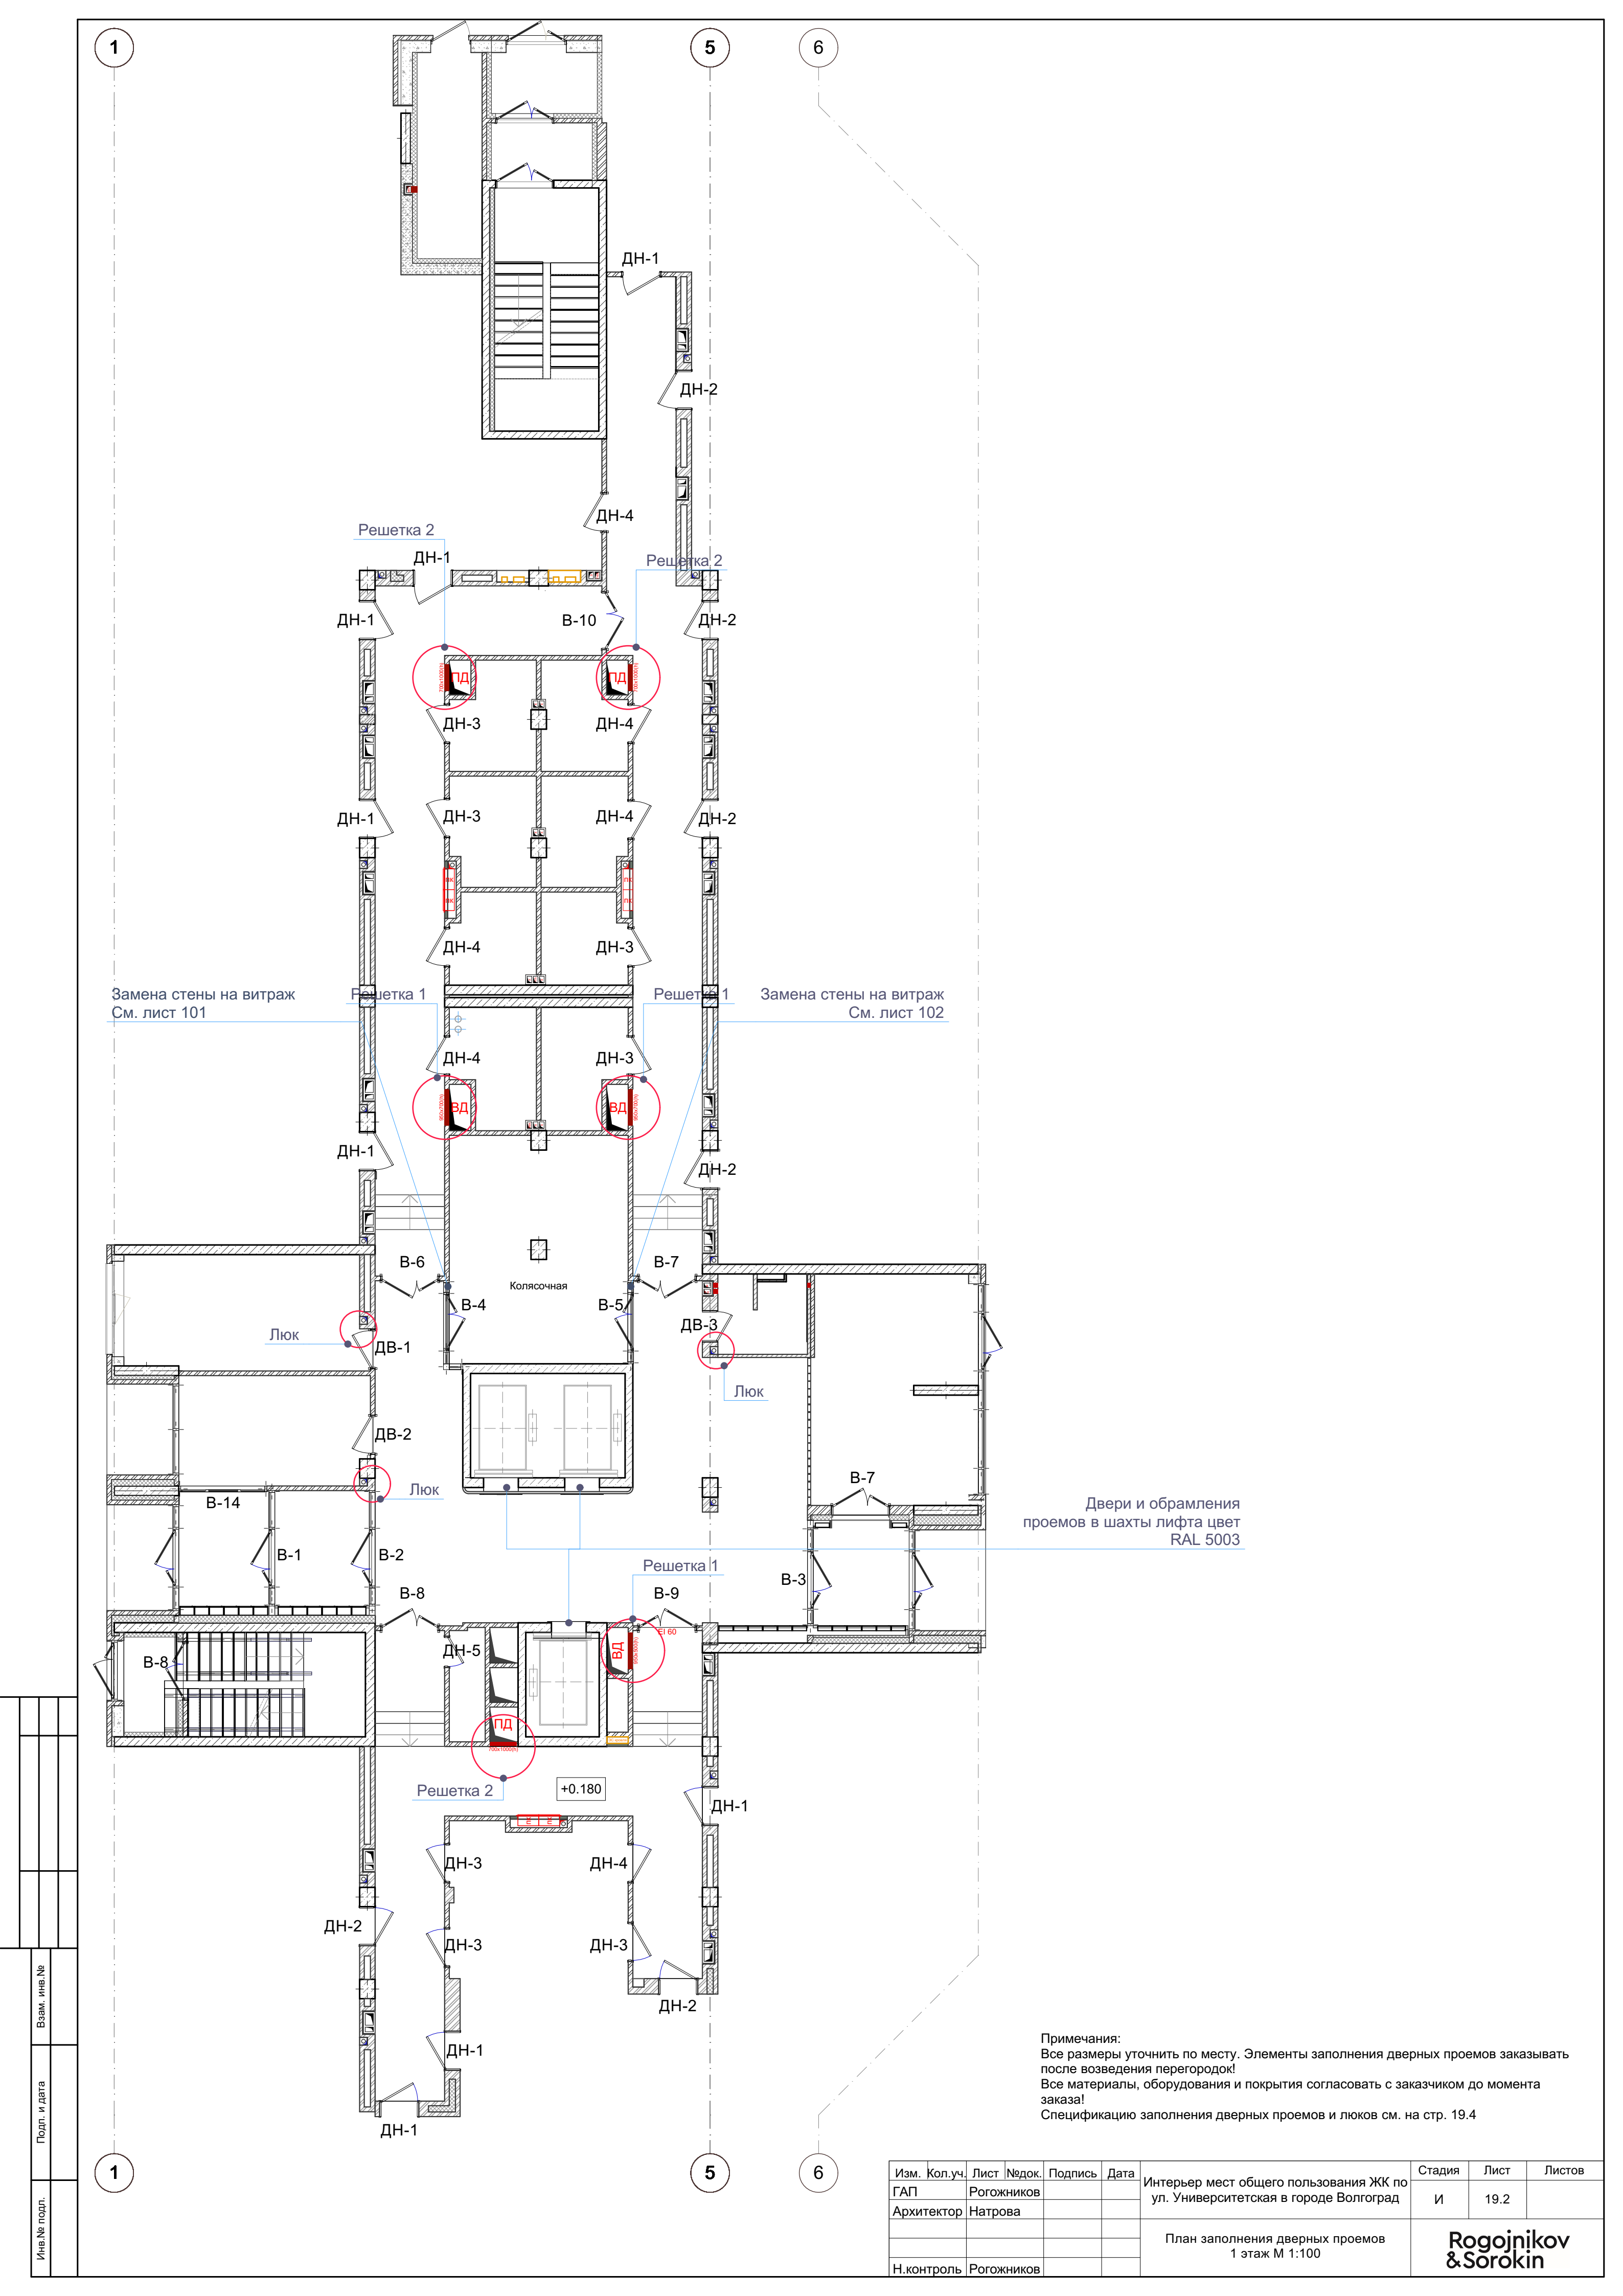 1
5
6
ДН-1
ДН-2
ДН-4
Решетка 2
ДН-1
Решетка 2
ДН-1
В-10
ДН-2
700х1000(h)
ПД
ПД
700х1000(h)
ДН-3
ДН-4
ДН-1
ДН-3
ДН-4
ДН-2
ПК
ПК
ПК
ПК
ДН-4
ДН-3
Замена стены на витраж
См. лист 101
Решетка 1
Решетка 1
Замена стены на витраж
См. лист 102
ДН-4
ДН-3
950х700(h)
ВД
ВД
950х700(h)
ДН-1
ДН-2
В-6
В-7
Колясочная
В-4
В-5
Люк
ДВ-1
ДВ-3
Люк
ДВ-2
Люк
В-14
В-7
Двери и обрамления
проемов в шахты лифта цвет
RAL 5003
В-1
В-2
Решетка 1
В-3
В-8
В-9
EI 60
ДН-5
ВД
В-8
ПД
700х1000(h)
Решетка 2
+0.180
ДН-1
ДН-3
ДН-4
ДН-2
ДН-3
ДН-3
ДН-2
ДН-1
ДН-1
Примечания:
Все размеры уточнить по месту. Элементы заполнения дверных проемов заказывать
после возведения перегородок!
Все материалы, оборудования и покрытия согласовать с заказчиком до момента
заказа!
Спецификацию заполнения дверных проемов и люков см. на стр. 19.4
1
5
6
Взам. инв.№
Подп. и дата
Инв.№ подл.
Изм. Кол.уч. Лист №док. Подпись Дата
ГАП Рогожников
Архитектор Натрова
Н.контроль Рогожников
Интерьер мест общего пользования ЖК по
ул. Университетская в городе Волгоград
План заполнения дверных проемов
1 этаж М 1:100
Стадия Лист Листов
И 19.2
Rogojnikov
&Sorokin